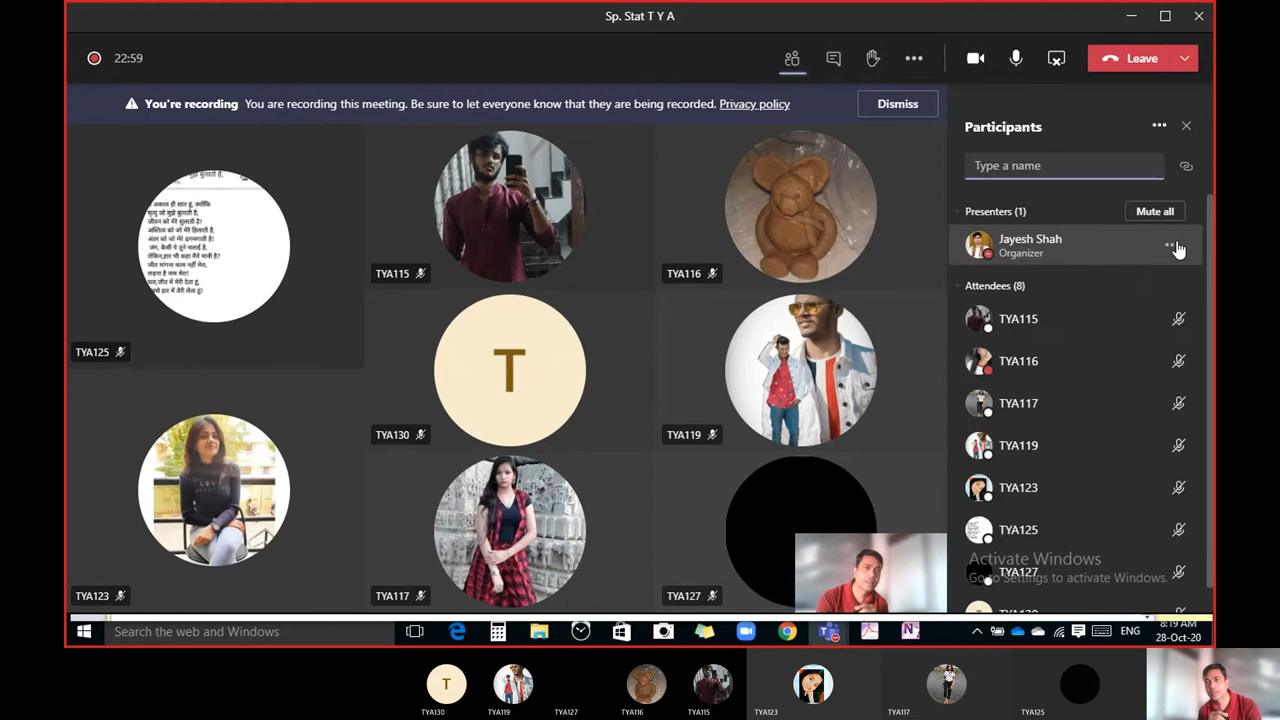 Sp. Stat T Y A
22:59
Leave
You're recording You are recording this meeting. Be sure to let everyone know that they are being recorded. Privacy policy
Dismiss
Participants
Type a name
Presenters (1)
Mute all
Jayesh Shah
Organizer
Attendees (8)
TYA115
TYA116
TYA117
TYA119
TYA123
TYA125
TYA127
Activate Windows
Go to Settings to activate Windows.
TYA115
TYA116
जीवन को मेरे सुलाती है!
TYA125
T
TYA130
TYA119
TYA123
TYA117
TYA127
Search the web and Windows
ENG
8:19 AM
28-Oct-20
T
TYA130
TYA119
TYA127
TYA116
TYA115
TYA123
TYA117
TYA125